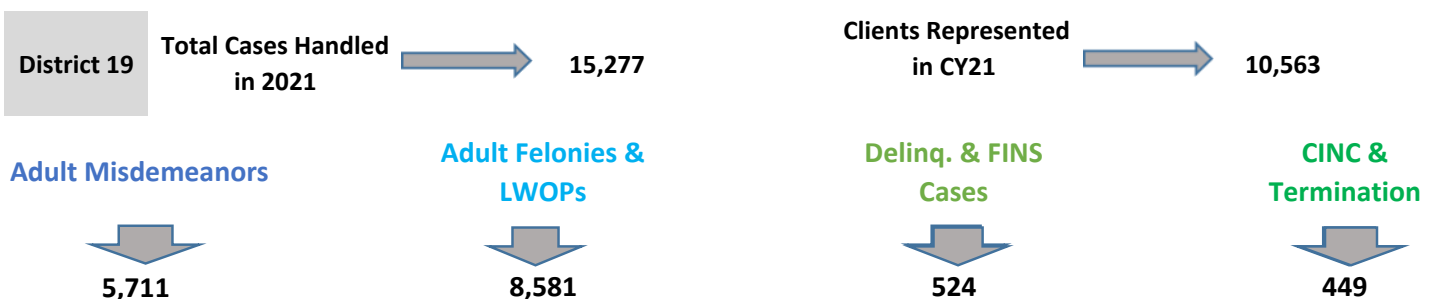 District 19
Total Cases Handled
in 2021
15,277
Clients Represented
in CY21
10,563
Adult Misdemeanors
Adult Felonies &
LWOPs
Delinq. & FINS
Cases
CINC &
Termination
5,711
8,581
524
449